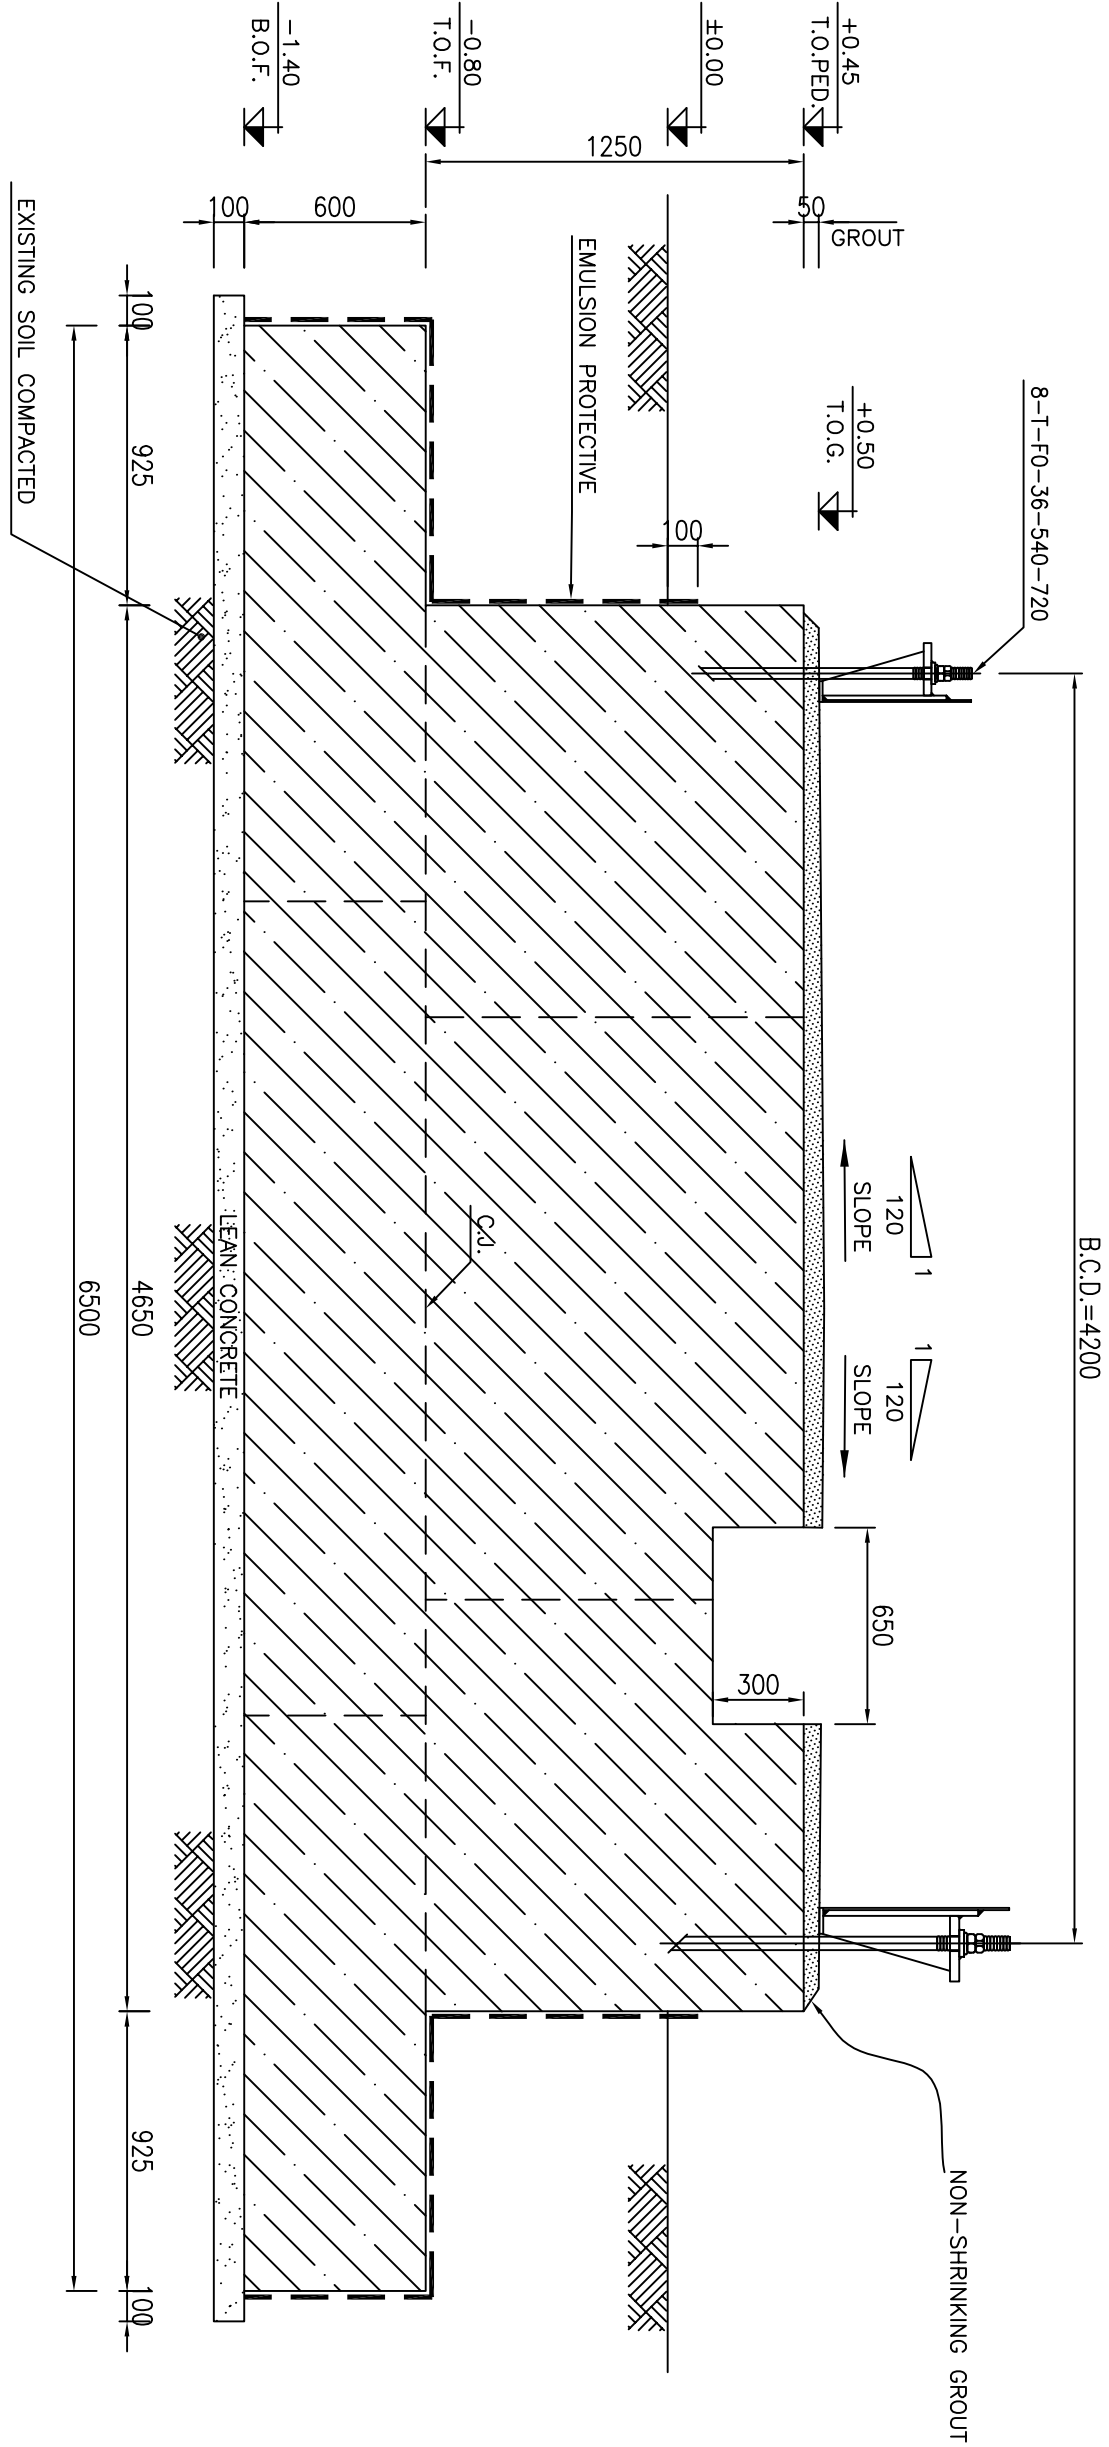 B.C.D.=4200
8-T-F0-36-540-720
NON-SHRINKING GROUT
1
120
SLOPE
1
120
SLOPE
+0.50
T.O.G.
GROUT
50
650
+0.45
T.O.PED.
300
±0.00
100
1250
EMULSION PROTECTIVE
C.J.
-0.80
T.O.F.
600
-1.40
B.O.F.
100
LEAN CONCRETE
100
925
4650
925
100
6500
EXISTING SOIL COMPACTED